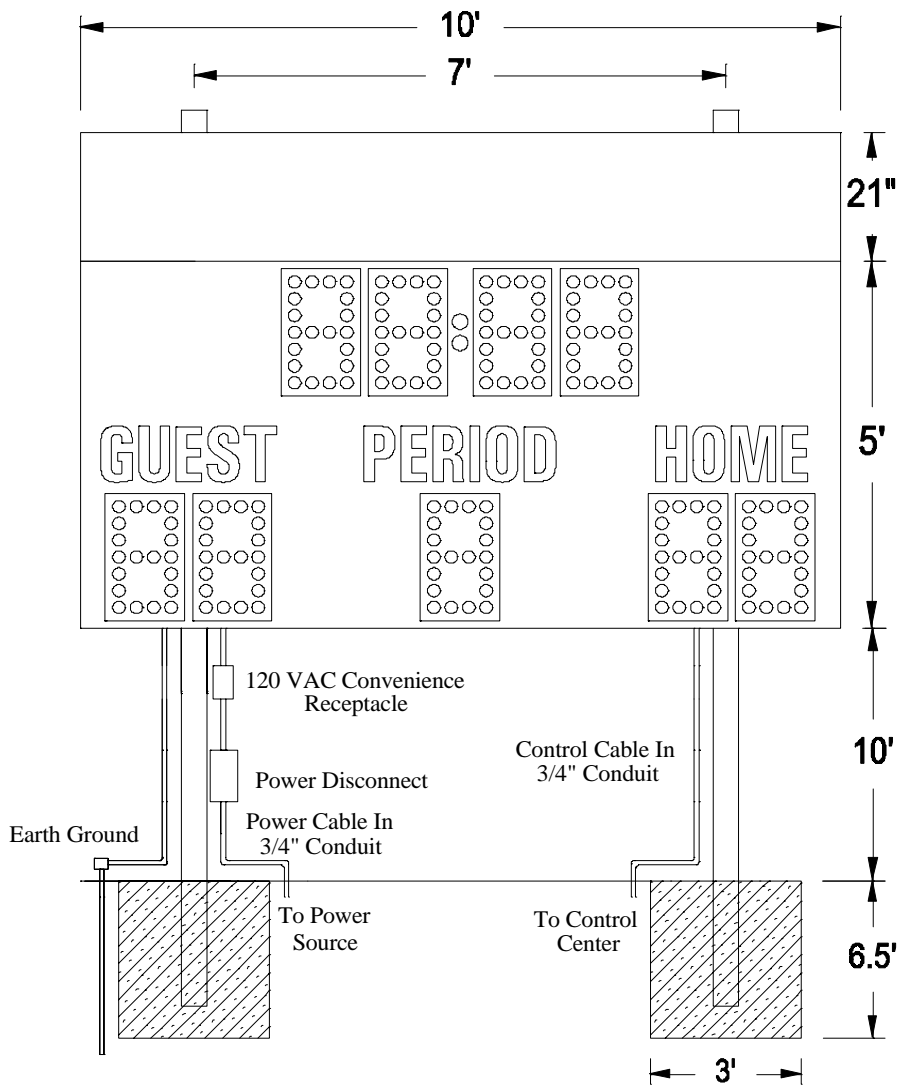 10'
7'
21"
5'
GUEST PERIOD HOME
120 VAC Convenience
Receptacle
Power Disconnect
Control Cable In
3/4" Conduit
10'
Earth Ground
Power Cable In
3/4" Conduit
To Power
Source
To Control
Center
6.5'
3'